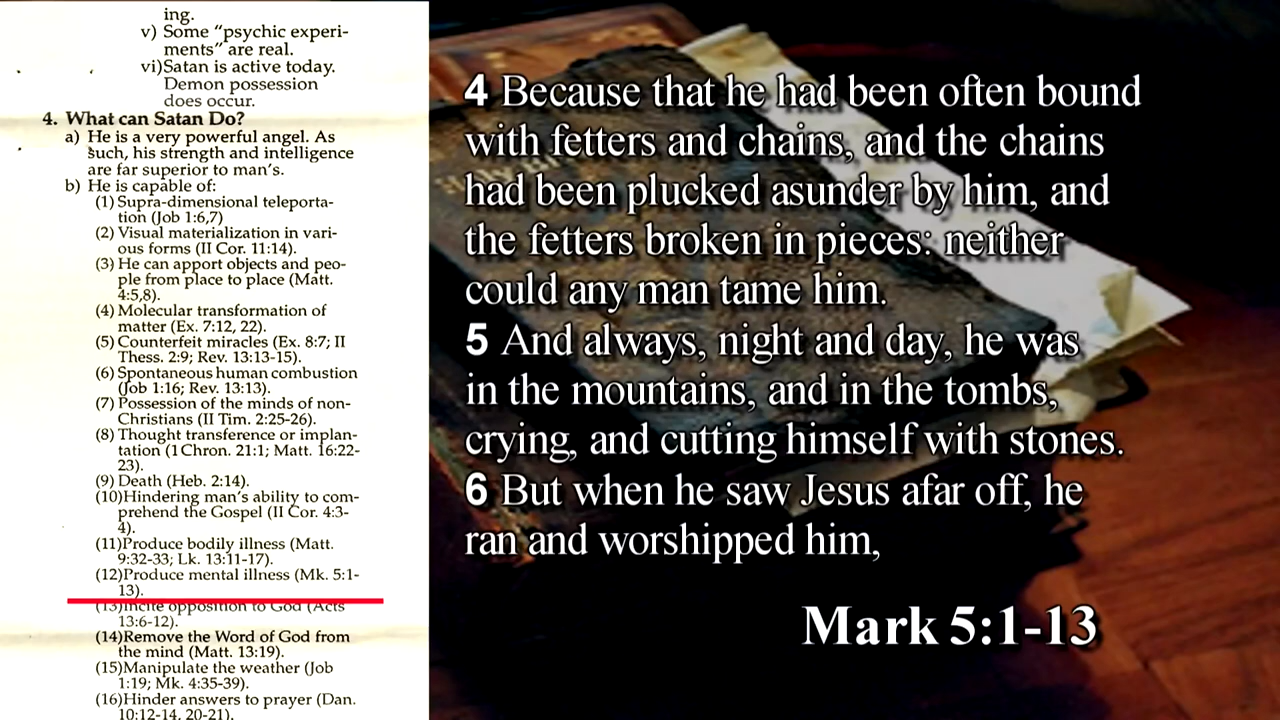 ing.
v) Some “psychic experi-
ments” are real.
vi)Satan is active today.
Demon possession
does occur.
4. What can Satan Do?
a) He is a very powerful angel. As
such, his strength and intelligence
are far superior to man's.
b) He is capable of:
(1) Supra-dimensional teleporta-
tion (Job 1:6,7)
(2) Visual materialization in vari-
ous forms (II Cor. 11:14).
(3) He can apport objects and peo-
ple from place to place (Matt.
4:5,8).
(4) Molecular transformation of
matter (Ex. 7:12, 22).
(5) Counterfeit miracles (Ex. 8:7; II
Thess. 2:9; Rev. 13:13-15).
(6) Spontaneous human combustion
(Job 1:16; Rev. 13:13).
(7) Possession of the minds of non-
Christians (II Tim. 2:25-26).
(8) Thought transference or implan-
tation (1 Chron. 21:1; Matt. 16:22-
23).
(9) Death (Heb. 2:14).
(10)Hindering man's ability to com-
prehend the Gospel (II Cor. 4:3-
4).
(11)Produce bodily illness (Matt.
9:32-33; Lk. 13:11-17).
(12)Produce mental illness (Mk. 5:1-
13).
(13)Incite opposition to God (Acts
13:6-12).
(14)Remove the Word of God from
the mind (Matt. 13:19).
(15)Manipulate the weather (Job
1:19; Mk. 4:35-39).
(16)Hinder answers to prayer (Dan.
10:12-14, 20-21).
4 Because that he had been often bound
with fetters and chains, and the chains
had been plucked asunder by him, and
the fetters broken in pieces: neither
could any man tame him.
5 And always, night and day, he was
in the mountains, and in the tombs,
crying, and cutting himself with stones.
6 But when he saw Jesus afar off, he
ran and worshipped him,
Mark 5:1-13